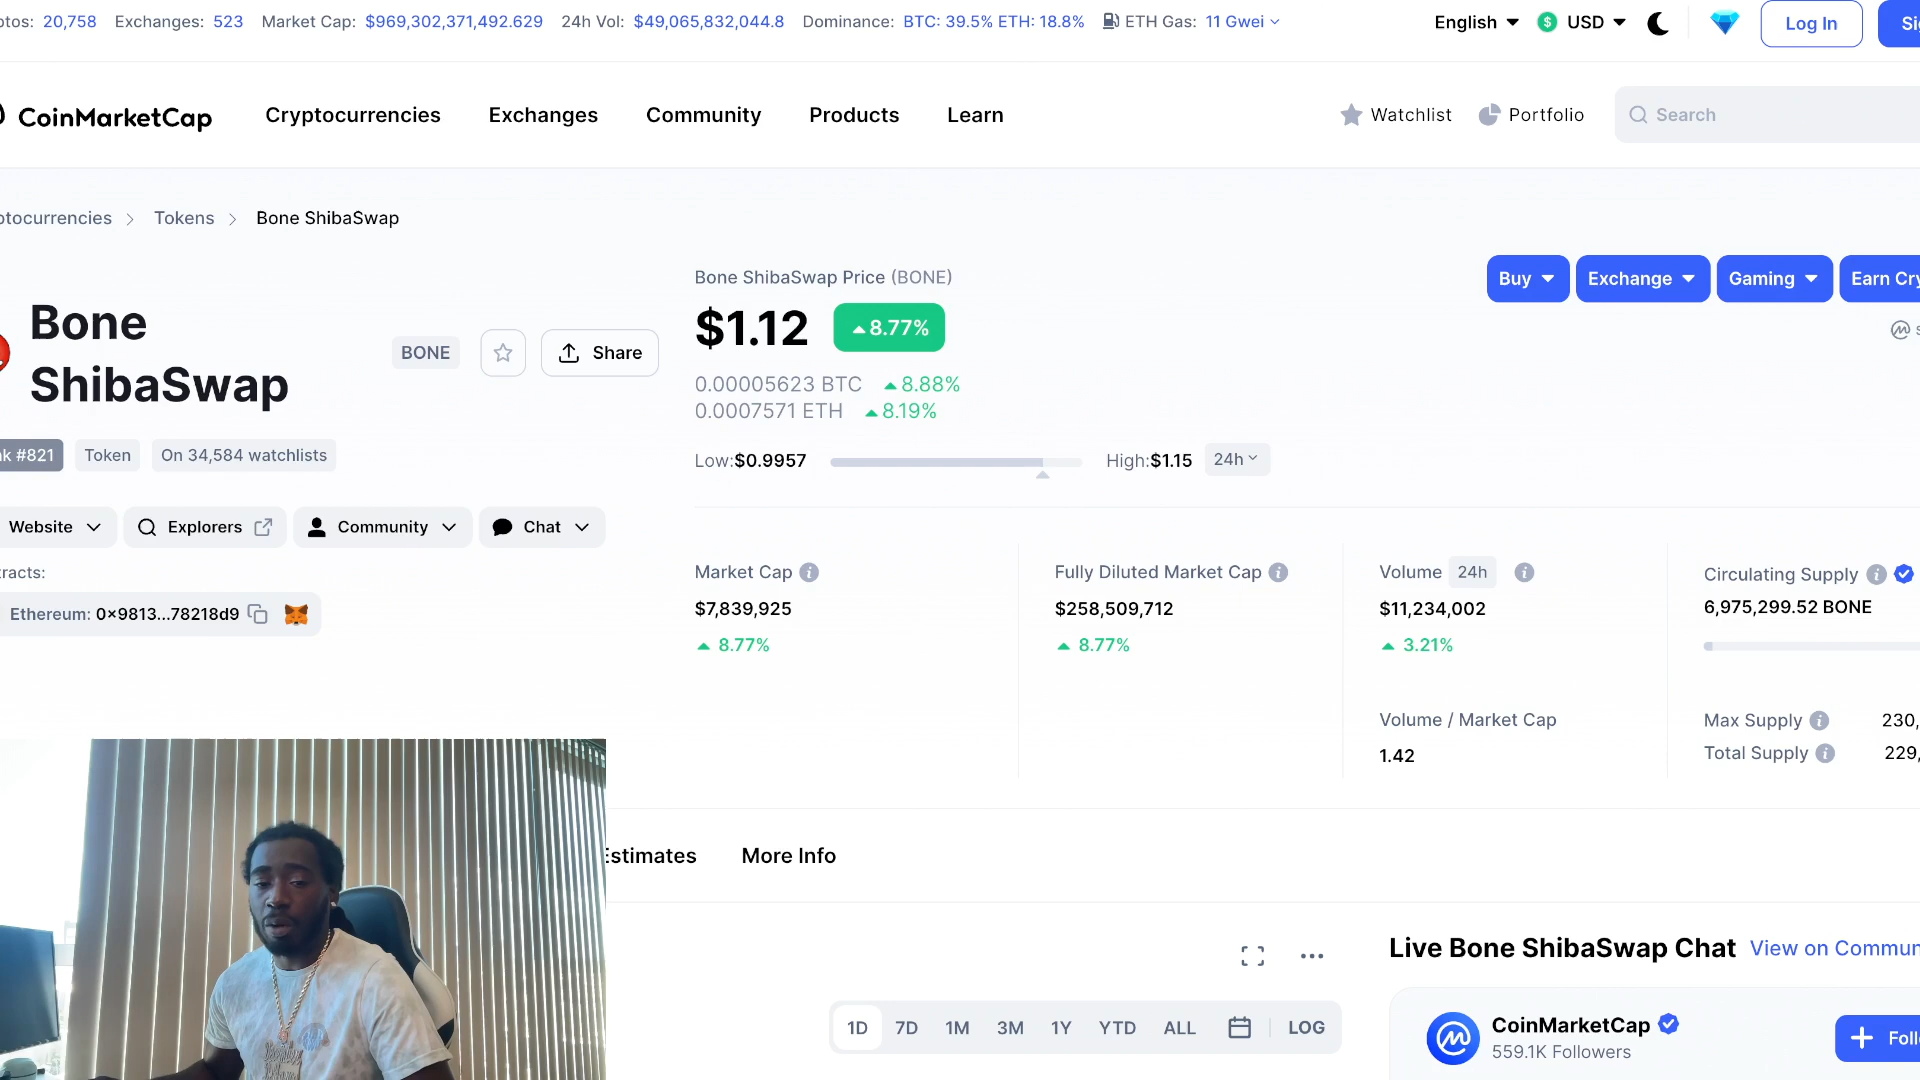 ptos: 20,758 Exchanges: 523 Market Cap: $969,302,371,492.629 24h Vol: $49,065,832,044.8 Dominance: BTC: 39.5% ETH: 18.8% ETH Gas: 11 Gwei English USD Log In Si
CoinMarketCap Cryptocurrencies Exchanges Community Products Learn Watchlist Portfolio Search
ptocurrencies > Tokens > Bone ShibaSwap
Bone ShibaSwap Price (BONE)
Buy Exchange Gaming Earn Cry
Bone
ShibaSwap
BONE Share
$1.12 8.77%
0.00005623 BTC 8.88%
0.0007571 ETH 8.19%
nk #821 Token On 34,584 watchlists
Low:$0.9957 High:$1.15 24h
Website Explorers Community Chat
racts:
Ethereum: 0x9813...78218d9
Market Cap Fully Diluted Market Cap Volume 24h Circulating Supply
$7,839,925 $258,509,712 $11,234,002 6,975,299.52 BONE
8.77% 8.77% 3.21%
Volume / Market Cap Max Supply 230,
1.42 Total Supply 229,
Estimates More Info
Live Bone ShibaSwap Chat View on Commun
1D 7D 1M 3M 1Y YTD ALL LOG
CoinMarketCap
559.1K Followers
+ Foll